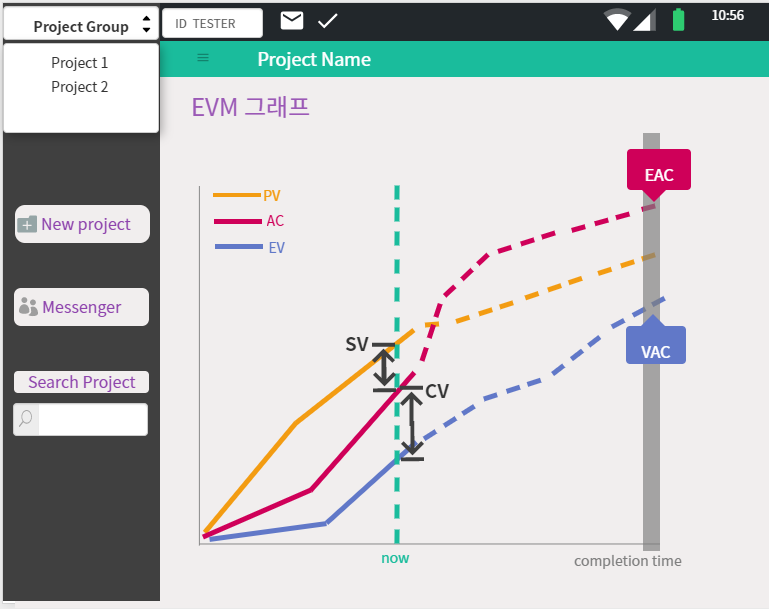 Project Group
ID TESTER
10:56
Project 1
Project 2
Project Name
EVM 그래프
New project
Messenger
Search Project
PV
AC
EV
EAC
SV
CV
VAC
now
completion time